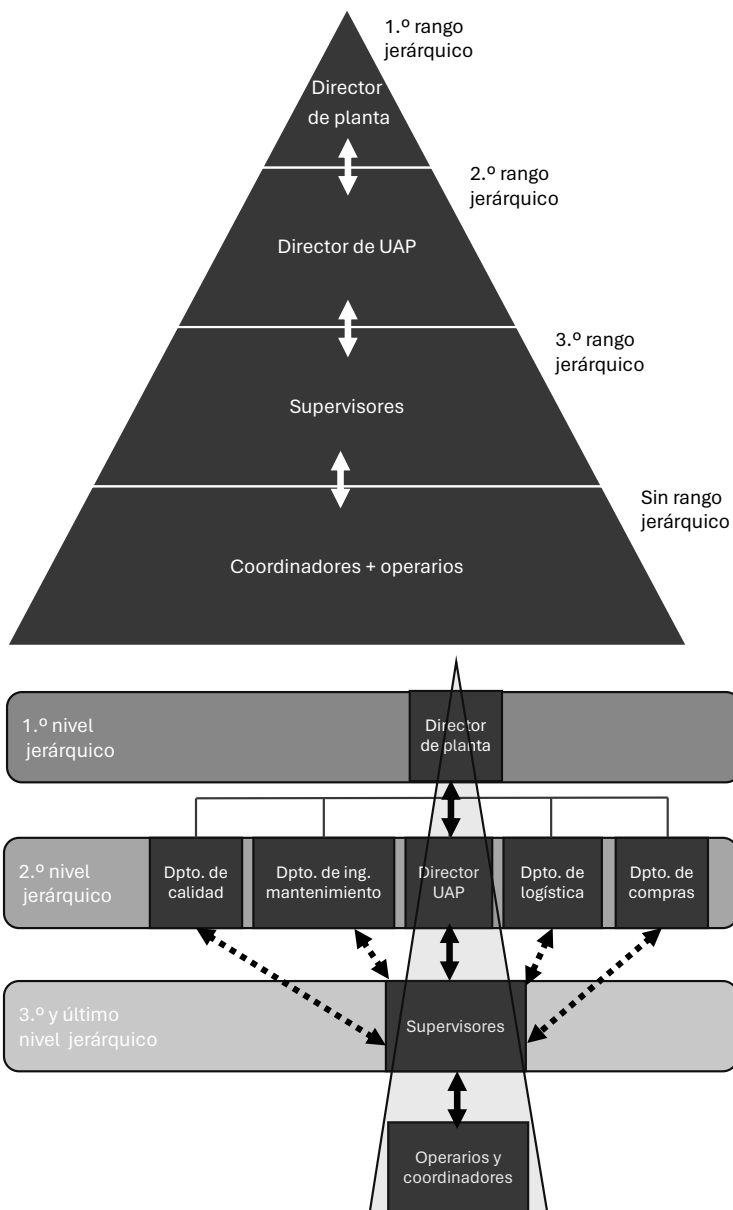 1.º rango
jerárquico
Director
de planta
2.º rango
jerárquico
Director de UAP
3.º rango
jerárquico
Supervisores
Sin rango
jerárquico
Coordinadores + operarios
1.º nivel
jerárquico
Director
de planta
2.º nivel
jerárquico
Dpto. de
calidad
Dpto. de ing.
mantenimiento
Director
UAP
Dpto. de
logística
Dpto. de
compras
3.º y último
nivel jerárquico
Supervisores
Operarios y
coordinadores